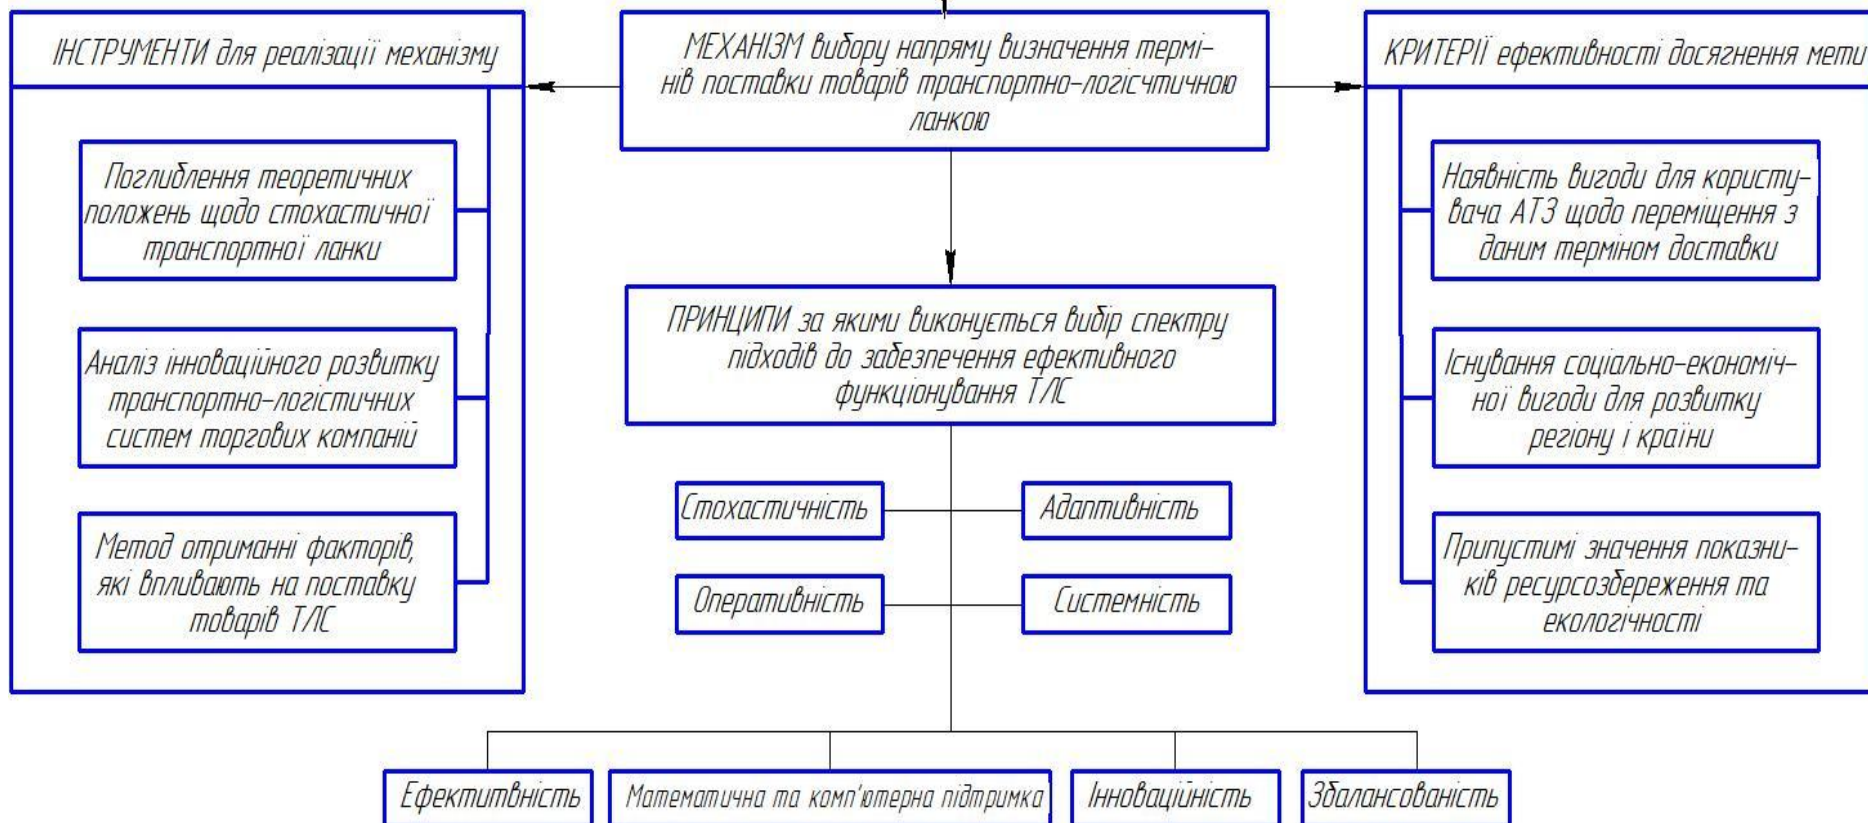 ІНСТРУМЕНТИ для реалізації механізму
Поглиблення теоретичних
положень щодо стохастичної
транспортної ланки
Аналіз інноваційного розвитку
транспортно-логістичних
систем торгових компаній
Метод отриманні факторів,
які впливають на поставку
товарів ТЛС
МЕХАНІЗМ вибору напряму визначення термі-
нів поставки товарів транспортно-логісчтичною
ланкою
ПРИНЦИПИ за якими виконується вибір спектру
підходів до забезпечення ефективного
функціонування ТЛС
Стохастичність
Адаптивність
Оперативність
Системність
КРИТЕРІЇ ефективності досягнення мети
Наявність вигоди для користу-
вача АТЗ щодо переміщення з
даним терміном доставки
Існування соціально-економіч-
ної вигоди для розвитку
регіону і країни
Припустимі значення показни-
ків ресурсозбереження та
екологічності
Ефектитвність
Математична та комп'ютерна підтримка
Інноваційність
Збалансованість